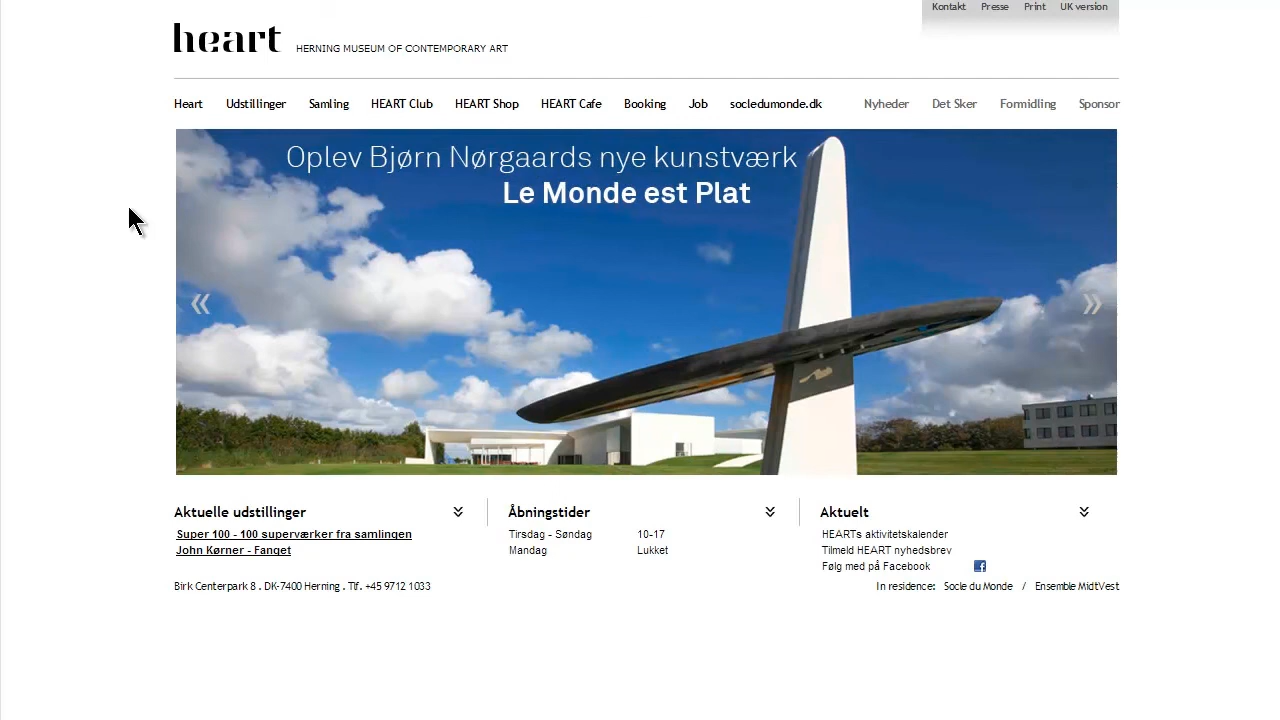 Kontakt Presse Print UK version
heart HERNING MUSEUM OF CONTEMPORARY ART
Heart Udstillinger Samling HEART Club HEART Shop HEART Cafe Booking Job socledumonde.dk Nyheder Det Sker Formidling Sponsor
Oplev Bjørn Nørgaards nye kunstværk
Le Monde est Plat
Aktuelle udstillinger
Super 100 - 100 superværker fra samlingen
John Kørner - Fanget
Åbningstider
Tirsdag - Søndag 10-17
Mandag Lukket
Aktuelt
HEARTs aktivitetskalender
Tilmeld HEART nyhedsbrev
Følg med på Facebook
Birk Centerpark 8 . DK-7400 Herning . Tlf. +45 9712 1033
In residence: Socle du Monde / Ensemble MidtVest